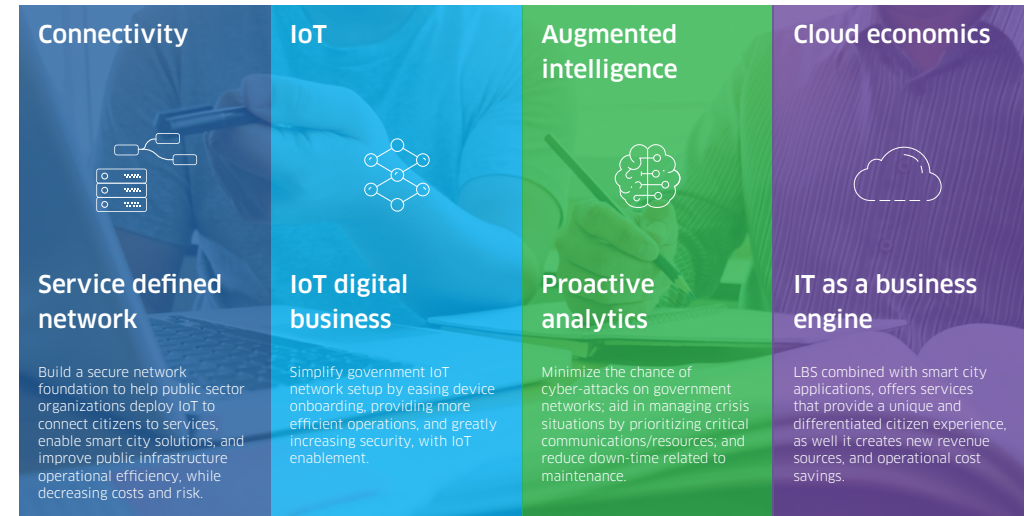 Connectivity
Service defined
network
Build a secure network
foundation to help public sector
organizations deploy IoT to
connect citizens to services,
enable smart city solutions, and
improve public infrastructure
operational efficiency, while
decreasing costs and risk.
IoT
IoT digital
business
Simplify government IoT
network setup by easing device
onboarding, providing more
efficient operations, and greatly
increasing security, with IoT
enablement.
Augmented
intelligence
Proactive
analytics
Minimize the chance of
cyber-attacks on government
networks; aid in managing crisis
situations by prioritizing critical
communications/resources; and
reduce down-time related to
maintenance.
Cloud economics
IT as a business
engine
LBS combined with smart city
applications, offers services
that provide a unique and
differentiated citizen experience,
as well it creates new revenue
sources, and operational cost
savings.